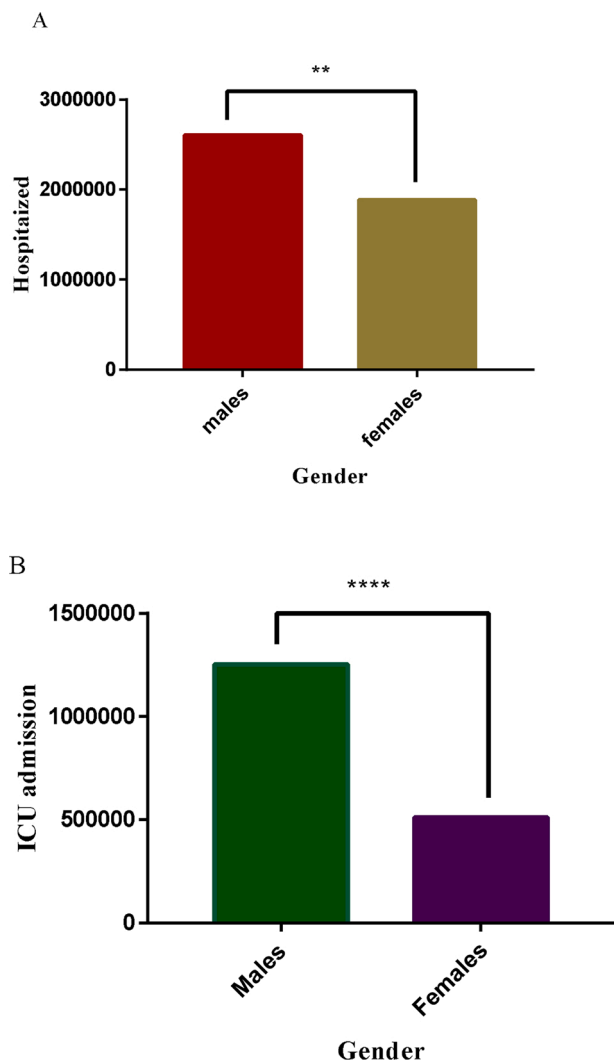 A
**
3000000
2000000
1000000
0
Hospitaized
males
females
Gender
B
****
1500000
1000000
500000
0
ICU admission
Males
Females
Gender